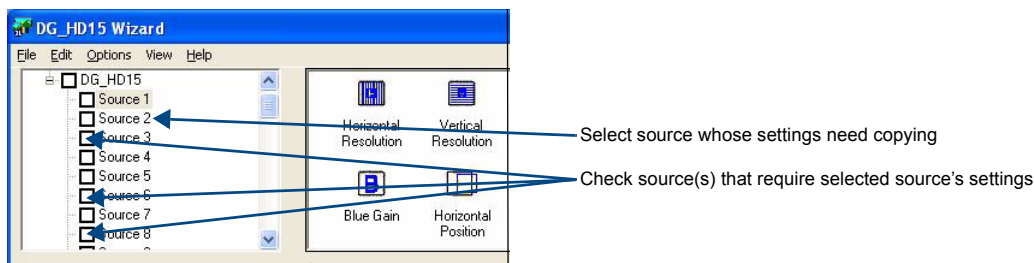 DG_HD15 Wizard
File Edit Options View Help
DG_HD15
Source 1
Source 2
Source 3
Source 4
Source 5
Source 6
Source 7
Source 8
Horizontal
Resolution
Vertical
Resolution
Blue Gain
Horizontal
Position
Select source whose settings need copying
Check source(s) that require selected source's settings